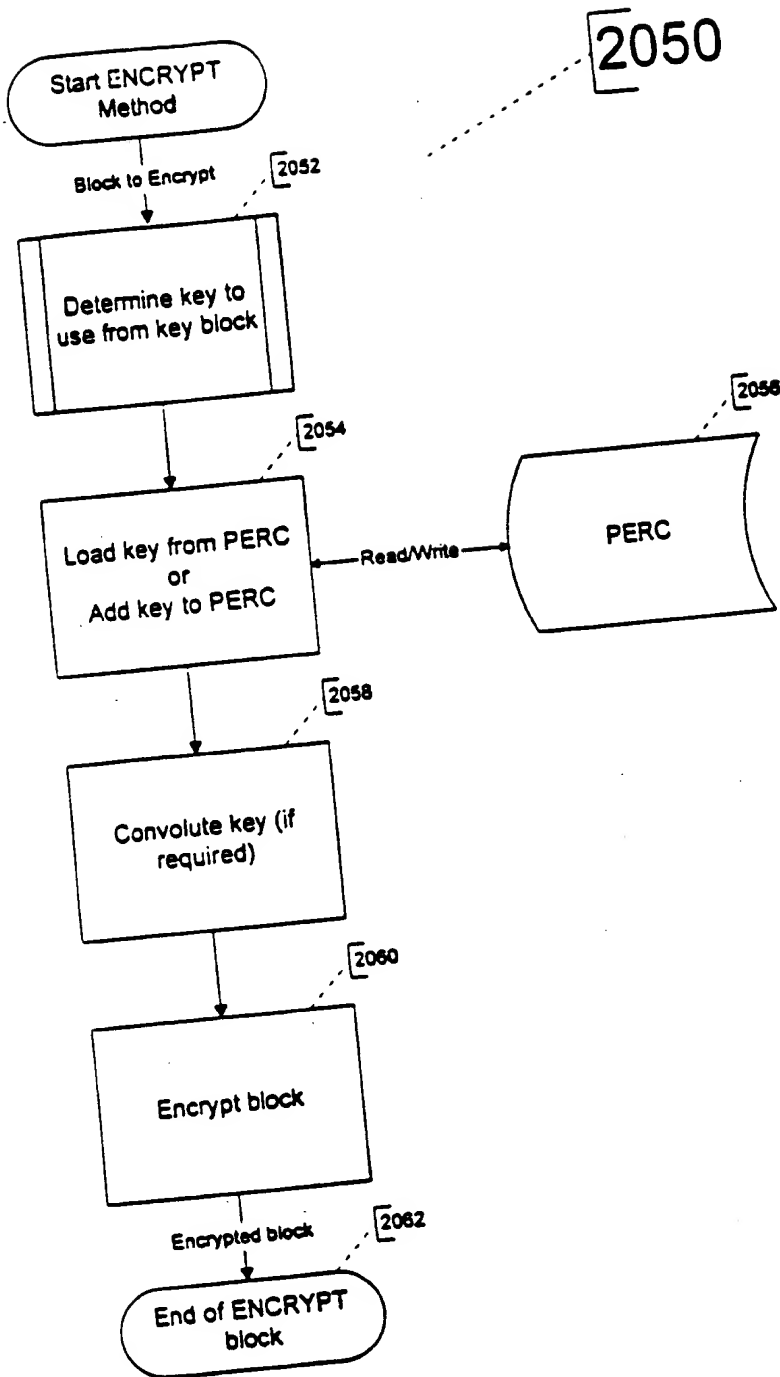 2050
Start ENCRYPT
Method
Block to Encrypt
2052
Determine key to
use from key block
2054
Load key from PERC
or
Add key to PERC
Read/Write
2056
PERC
2058
Convolute key (if
required)
2060
Encrypt block
Encrypted block
2062
End of ENCRYPT
block